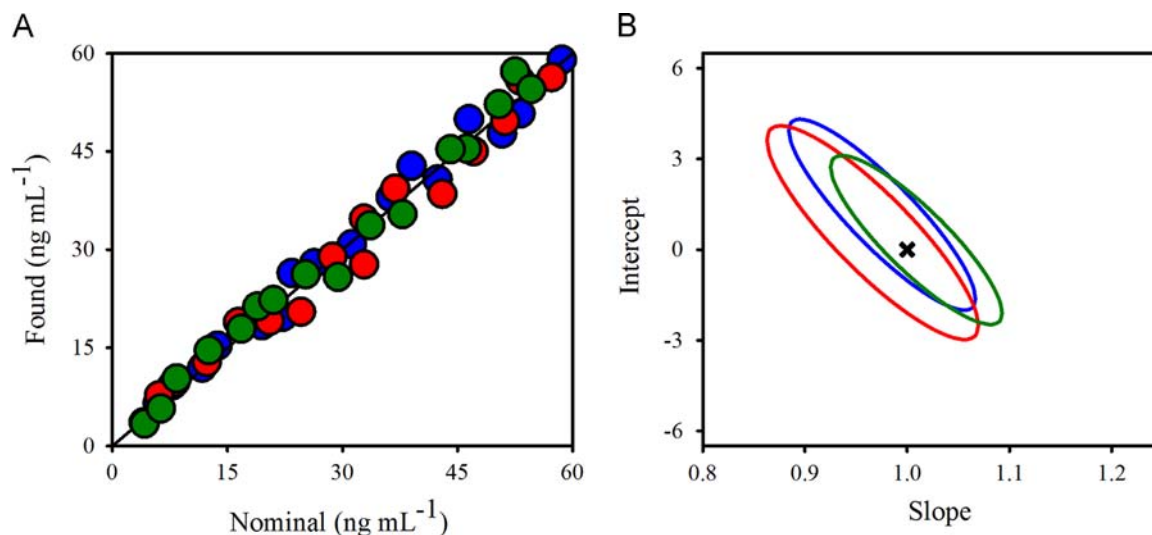 A
60
45
30
15
0
Found (ng mL⁻¹)
0 15 30 45 60
Nominal (ng mL⁻¹)
B
6
3
0
-3
-6
Intercept
0.8 0.9 1.0 1.1 1.2
Slope